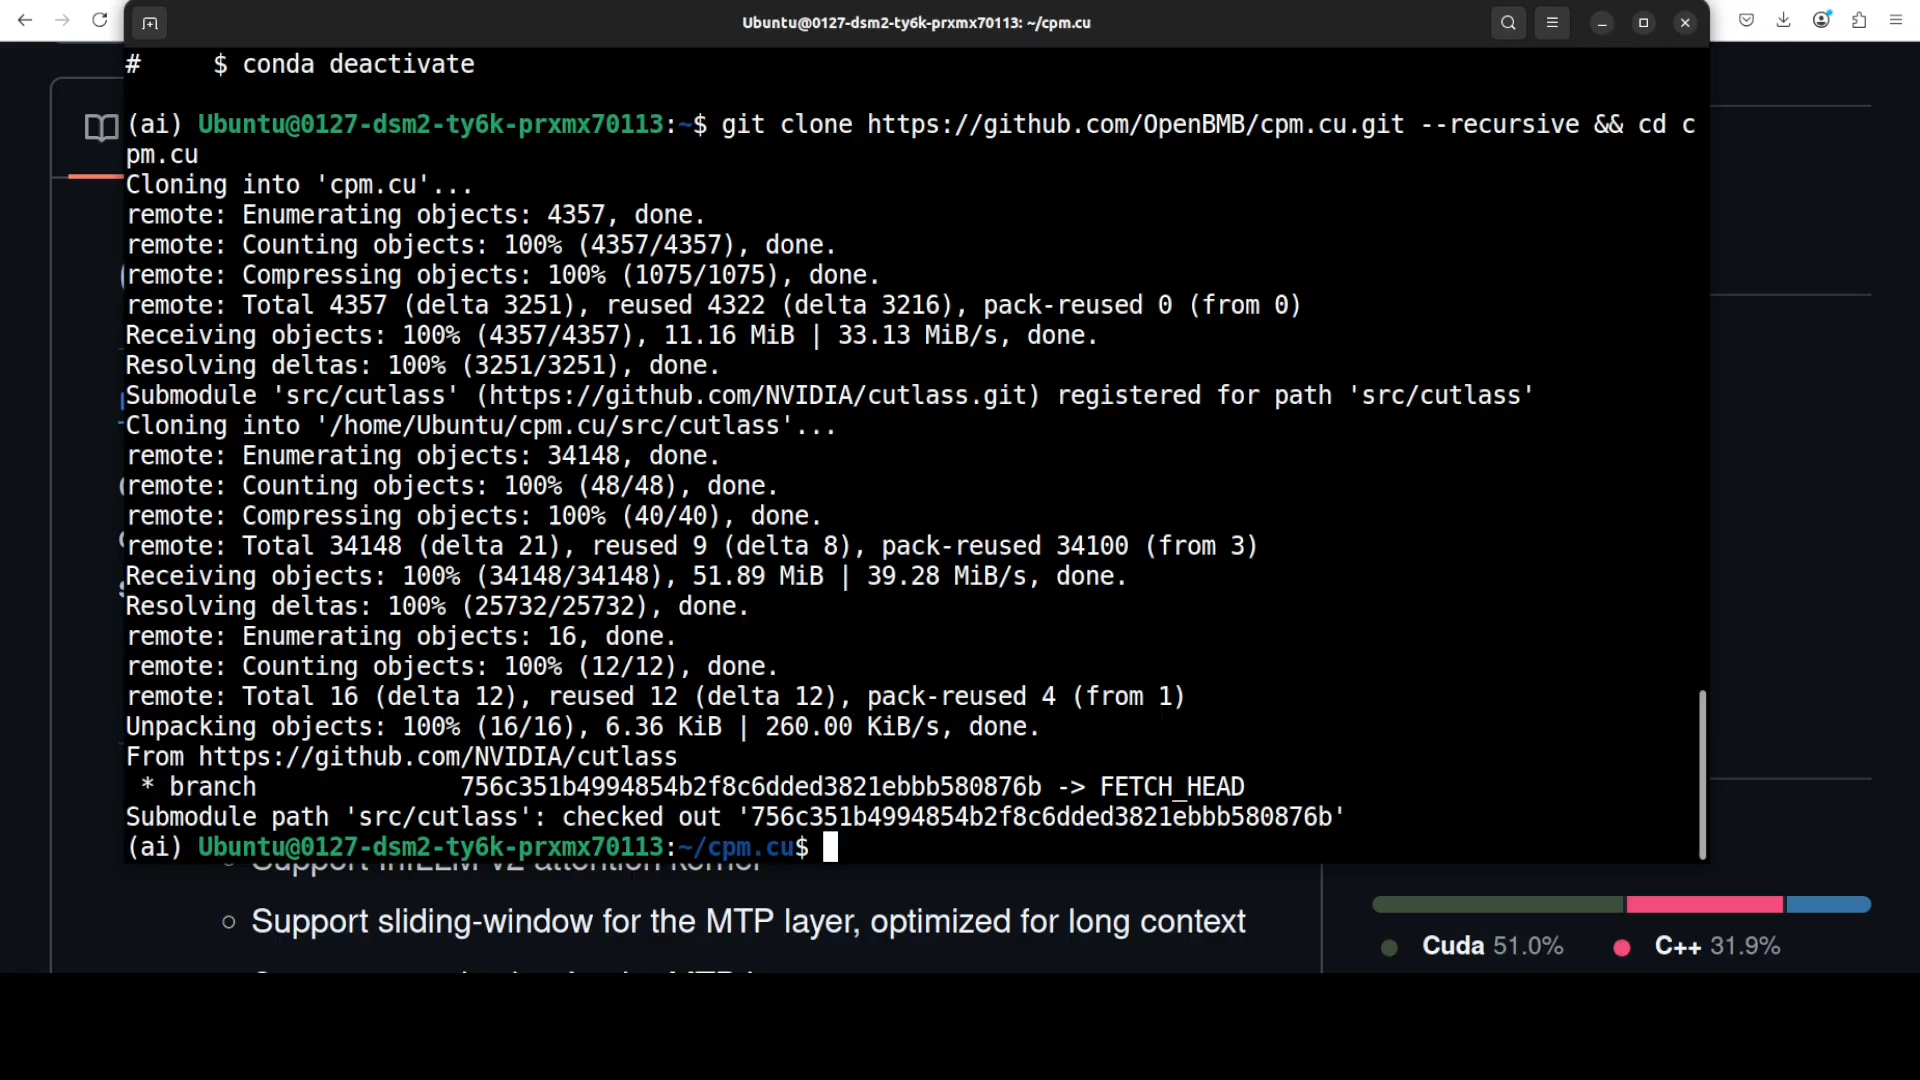 Ubuntu@0127-dsm2-ty6k-prxmx70113: ~/cpm.cu
#     $ conda deactivate
(ai) Ubuntu@0127-dsm2-ty6k-prxmx70113:~$ git clone https://github.com/OpenBMB/cpm.cu.git --recursive && cd c
pm.cu
Cloning into 'cpm.cu'...
remote: Enumerating objects: 4357, done.
remote: Counting objects: 100% (4357/4357), done.
remote: Compressing objects: 100% (1075/1075), done.
remote: Total 4357 (delta 3251), reused 4322 (delta 3216), pack-reused 0 (from 0)
Receiving objects: 100% (4357/4357), 11.16 MiB | 33.13 MiB/s, done.
Resolving deltas: 100% (3251/3251), done.
Submodule 'src/cutlass' (https://github.com/NVIDIA/cutlass.git) registered for path 'src/cutlass'
Cloning into '/home/Ubuntu/cpm.cu/src/cutlass'...
remote: Enumerating objects: 34148, done.
remote: Counting objects: 100% (48/48), done.
remote: Compressing objects: 100% (40/40), done.
remote: Total 34148 (delta 21), reused 9 (delta 8), pack-reused 34100 (from 3)
Receiving objects: 100% (34148/34148), 51.89 MiB | 39.28 MiB/s, done.
Resolving deltas: 100% (25732/25732), done.
remote: Enumerating objects: 16, done.
remote: Counting objects: 100% (12/12), done.
remote: Total 16 (delta 12), reused 12 (delta 12), pack-reused 4 (from 1)
Unpacking objects: 100% (16/16), 6.36 KiB | 260.00 KiB/s, done.
From https://github.com/NVIDIA/cutlass
 * branch              756c351b4994854b2f8c6dded3821ebbb580876b -> FETCH_HEAD
Submodule path 'src/cutlass': checked out '756c351b4994854b2f8c6dded3821ebbb580876b'
(ai) Ubuntu@0127-dsm2-ty6k-prxmx70113:~/cpm.cu$
Support sliding-window for the MTP layer, optimized for long context
Cuda 51.0%
C++ 31.9%